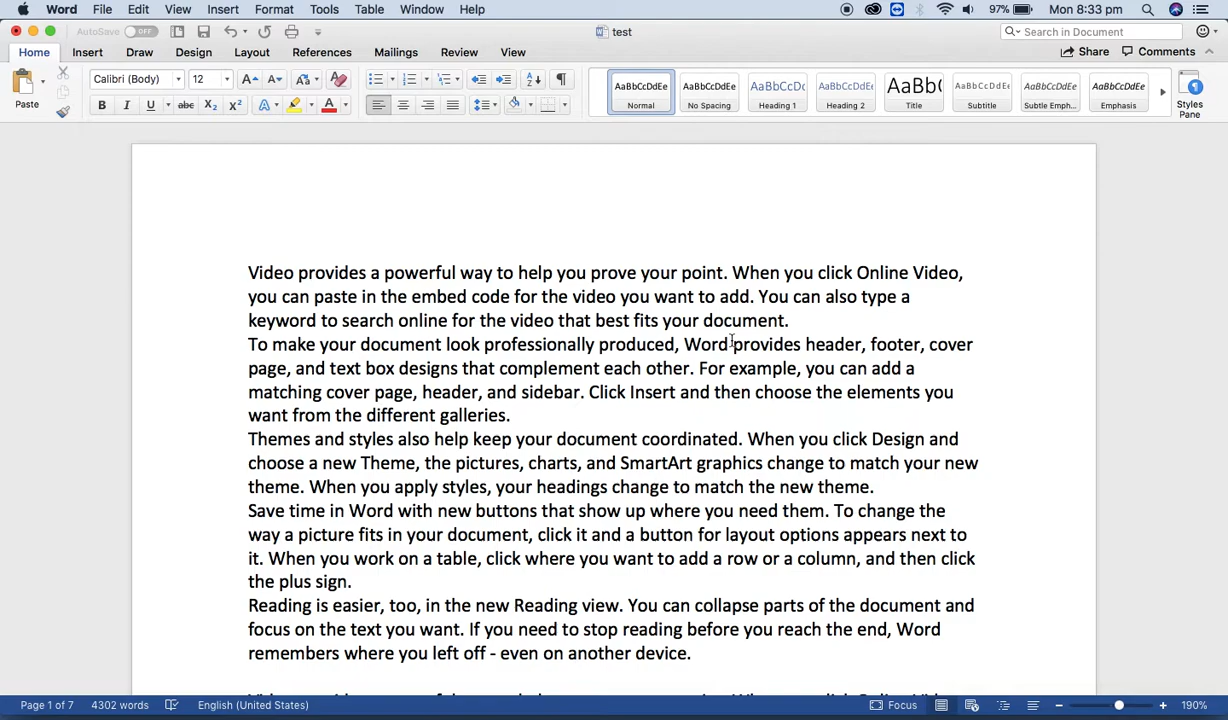 Word File Edit View Insert Format Tools Table Window Help 97% Mon 8:33 pm
AutoSave OFF test Search in Document
Home Insert Draw Design Layout References Mailings Review View Share Comments
Paste Calibri (Body) 12
AaBbCcDdEe AaBbCcDdEe AaBbCcDc AaBbCcDdEe AaBbC AaBbCcDdEe AaBbCcDdEe AaBbCcDdEe
Normal No Spacing Heading 1 Heading 2 Title Subtitle Subtle Emph... Emphasis Styles Pane
B I U abc X2 X2 A A
Video provides a powerful way to help you prove your point. When you click Online Video,
you can paste in the embed code for the video you want to add. You can also type a
keyword to search online for the video that best fits your document.
To make your document look professionally produced, Word provides header, footer, cover
page, and text box designs that complement each other. For example, you can add a
matching cover page, header, and sidebar. Click Insert and then choose the elements you
want from the different galleries.
Themes and styles also help keep your document coordinated. When you click Design and
choose a new Theme, the pictures, charts, and SmartArt graphics change to match your new
theme. When you apply styles, your headings change to match the new theme.
Save time in Word with new buttons that show up where you need them. To change the
way a picture fits in your document, click it and a button for layout options appears next to
it. When you work on a table, click where you want to add a row or a column, and then click
the plus sign.
Reading is easier, too, in the new Reading view. You can collapse parts of the document and
focus on the text you want. If you need to stop reading before you reach the end, Word
remembers where you left off - even on another device.
Page 1 of 7 4302 words English (United States) Focus 190%